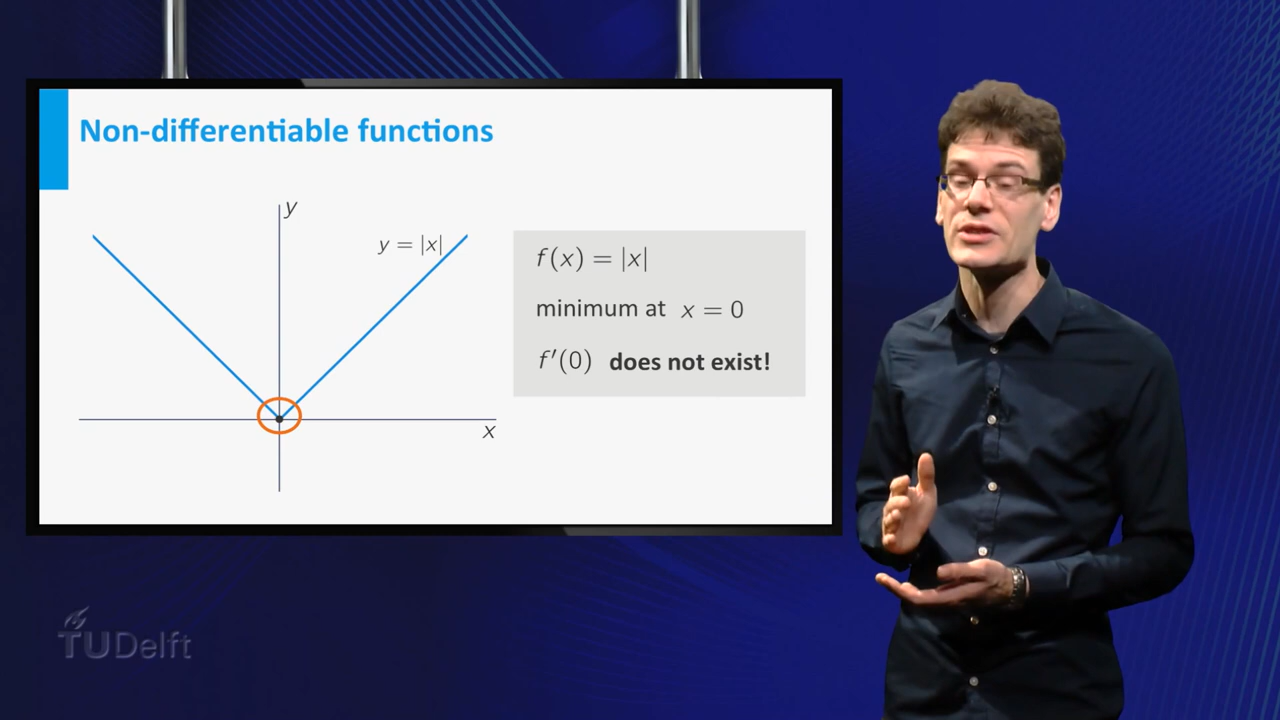 Non-differentiable functions
y
y = |x|
x
f(x) = |x|
minimum at x = 0
f′(0) does not exist!
TUDelft